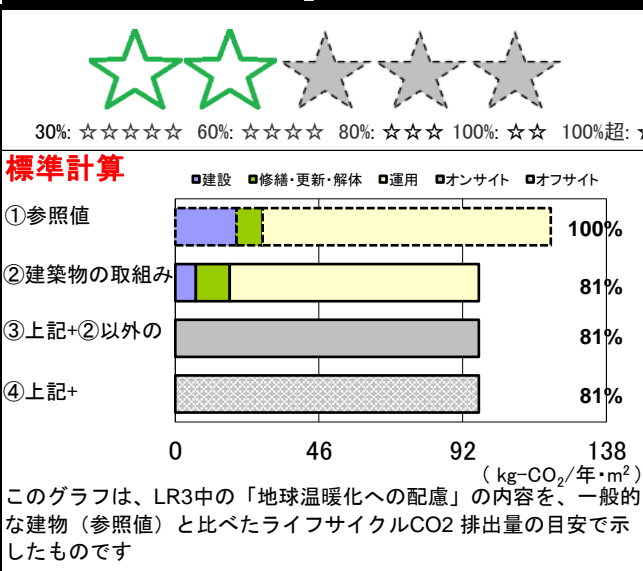 30%: ☆☆☆☆☆ 60%: ☆☆☆☆ 80%: ☆☆☆ 100%: ☆☆ 100%超: ☆
標準計算
■建設 ■修繕・更新・解体 ■運用 ■オンサイト ■オフサイト
①参照値 100%
②建築物の取組み 81%
③上記+②以外の 81%
④上記+ 81%
0 46 92 138
( kg-CO₂/年・m²)
このグラフは、LR3中の「地球温暖化への配慮」の内容を、一般的
な建物（参照値）と比べたライフサイクルCO2 排出量の目安で示
したものです